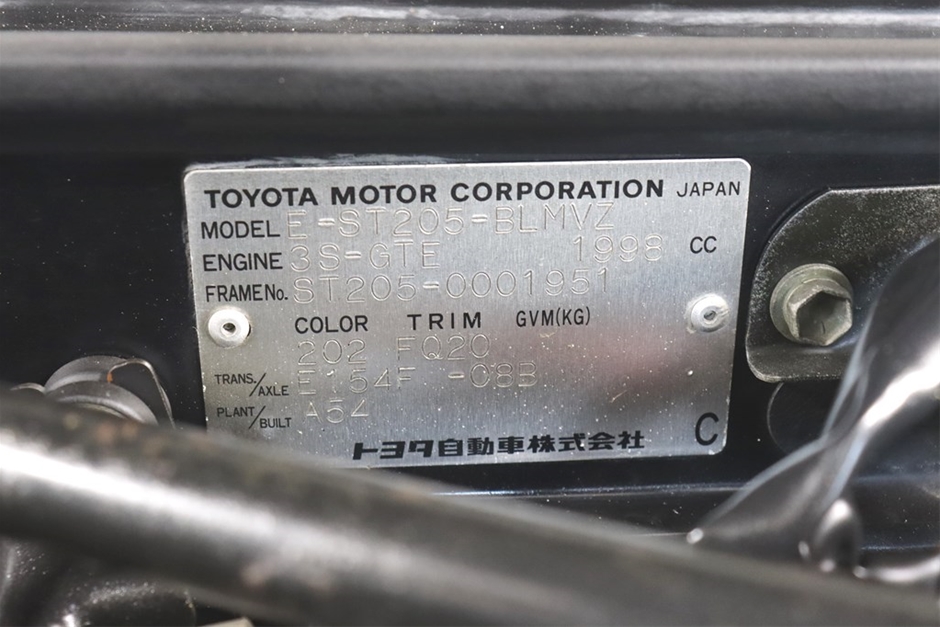 TOYOTA MOTOR CORPORATION JAPAN
MODEL E-ST205-BLMVZ
ENGINE 3S-GTE 1998 CC
FRAME No. ST205-0001951
COLOR TRIM GVM(KG)
202 FQ20
TRANS./AXLE E154F -08B
PLANT/BUILT A54
トヨタ自動車株式会社 C